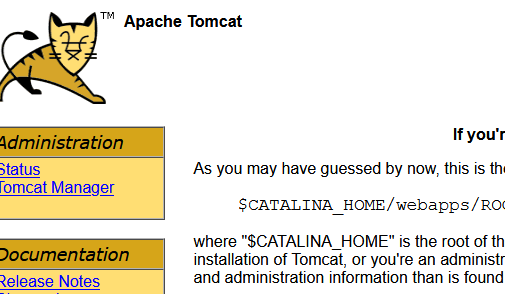 ™ Apache Tomcat
Administration
Status
Tomcat Manager
Documentation
Release Notes
If you'r
As you may have guessed by now, this is the
$CATALINA_HOME/webapps/ROO
where "$CATALINA_HOME" is the root of th
installation of Tomcat, or you're an administr
and administration information than is found